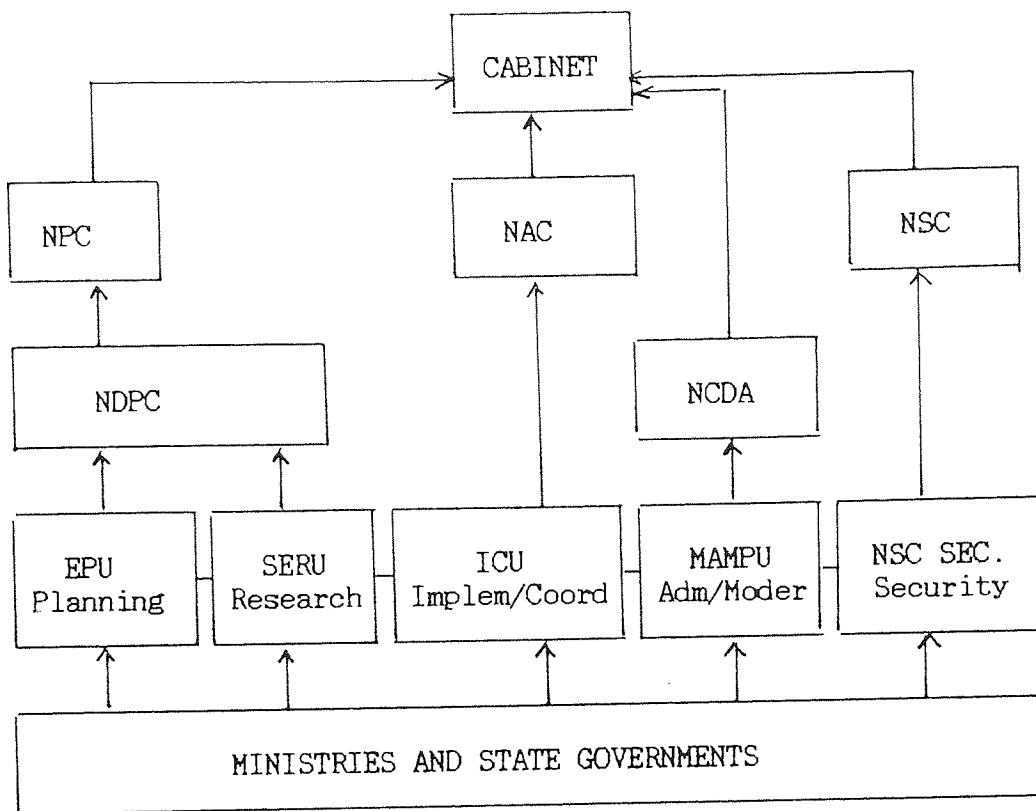 CABINET
NPC
NAC
NSC
NDPC
NCDA
EPU
Planning
SERU
Research
ICU
Implem/Coord
MAMPU
Adm/Moder
NSC SEC.
Security
MINISTRIES AND STATE GOVERNMENTS